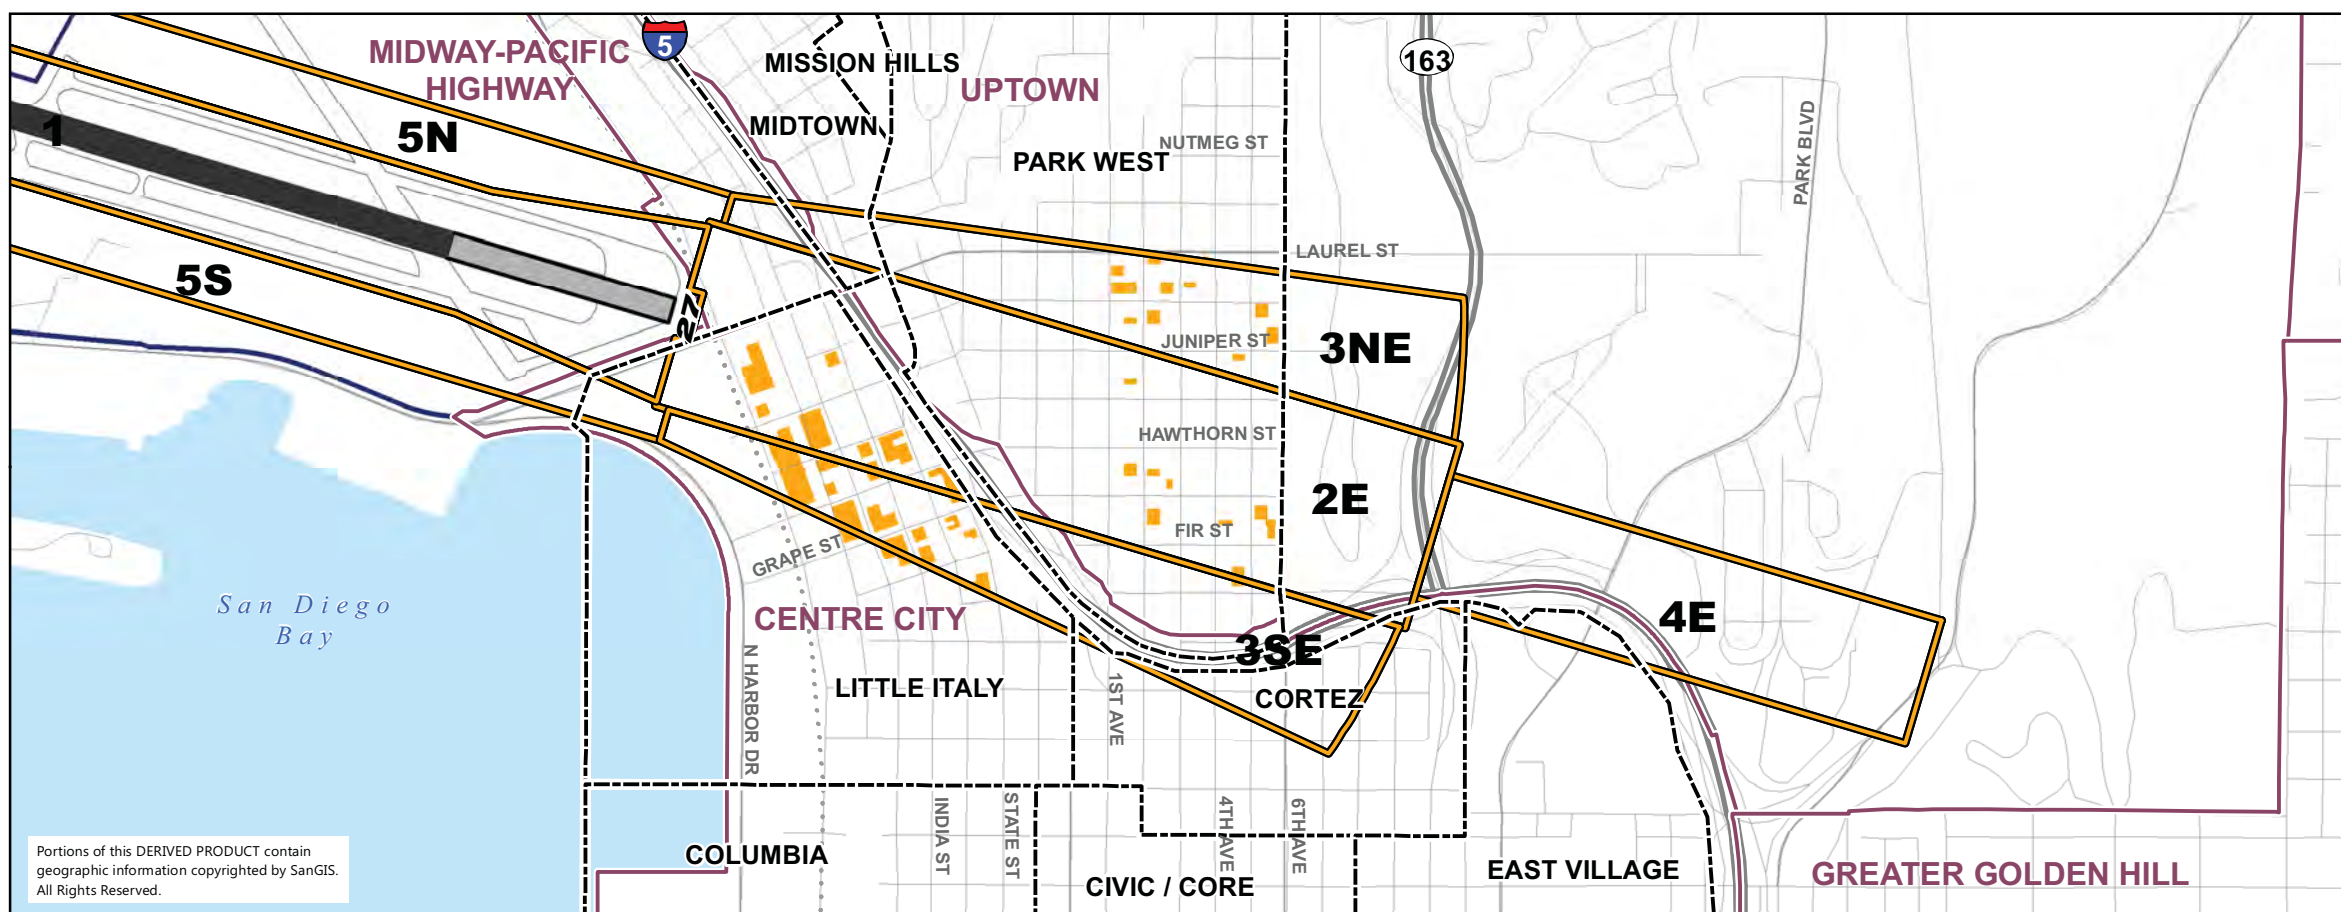 MIDWAY-PACIFIC
HIGHWAY
5
MISSION HILLS
UPTOWN
163
MIDTOWN
1
5N
PARK WEST
NUTMEG ST
PARK BLVD
LAUREL ST
5S
27
JUNIPER ST
3NE
HAWTHORN ST
2E
FIR ST
GRAPE ST
San Diego
Bay
CENTRE CITY
4E
3SE
N HARBOR DR
LITTLE ITALY
1ST AVE
CORTEZ
INDIA ST
STATE ST
4TH AVE
6TH AVE
COLUMBIA
CIVIC / CORE
EAST VILLAGE
GREATER GOLDEN HILL
Portions of this DERIVED PRODUCT contain
geographic information copyrighted by SanGIS.
All Rights Reserved.